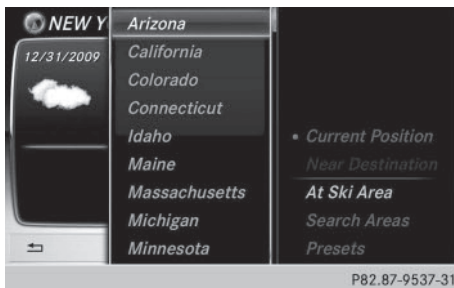 NEW Y
12/31/2009
Arizona
California
Colorado
Connecticut
Idaho
Maine
Massachusetts
Michigan
Minnesota
• Current Position
Near Destination
At Ski Area
Search Areas
Presets
P82.87-9537-31